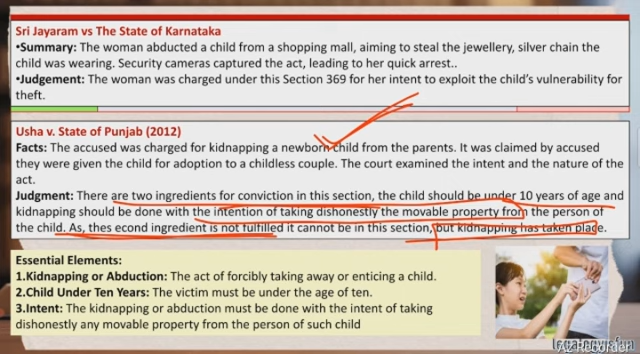 Sri Jayaram vs The State of Karnataka
•Summary: The woman abducted a child from a shopping mall, aiming to steal the jewellery, silver chain the
child was wearing. Security cameras captured the act, leading to her quick arrest..
•Judgement: The woman was charged under this Section 369 for her intent to exploit the child's vulnerability for
theft.
Usha v. State of Punjab (2012)
Facts: The accused was charged for kidnapping a newborn child from the parents. It was claimed by accused
they were given the child for adoption to a childless couple. The court examined the intent and the nature of the
act.
Judgment: There are two ingredients for conviction in this section, the child should be under 10 years of age and
kidnapping should be done with the intention of taking dishonestly the movable property from the person of
the child. As, thes econd ingredient is not fulfilled it cannot be in this section, but kidnapping has taken place.
Essential Elements:
1.Kidnapping or Abduction: The act of forcibly taking away or enticing a child.
2.Child Under Ten Years: The victim must be under the age of ten.
3.Intent: The kidnapping or abduction must be done with the intent of taking
dishonestly any movable property from the person of such child
AZ Recorder